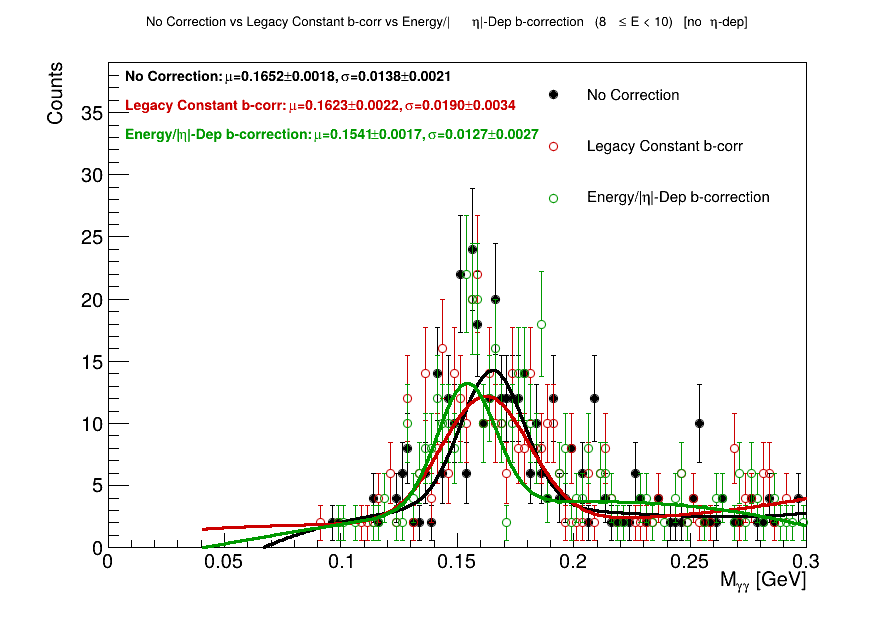 No Correction vs Legacy Constant b-corr vs Energy/| η|-Dep b-correction (8 ≤ E < 10) [no η-dep]
Counts
No Correction: μ=0.1652±0.0018, σ=0.0138±0.0021
Legacy Constant b-corr: μ=0.1623±0.0022, σ=0.0190±0.0034
Energy/|η|-Dep b-correction: μ=0.1541±0.0017, σ=0.0127±0.0027
No Correction
Legacy Constant b-corr
Energy/|η|-Dep b-correction
35
30
25
20
15
10
5
0
0 0.05 0.1 0.15 0.2 0.25 0.3
Mγγ [GeV]